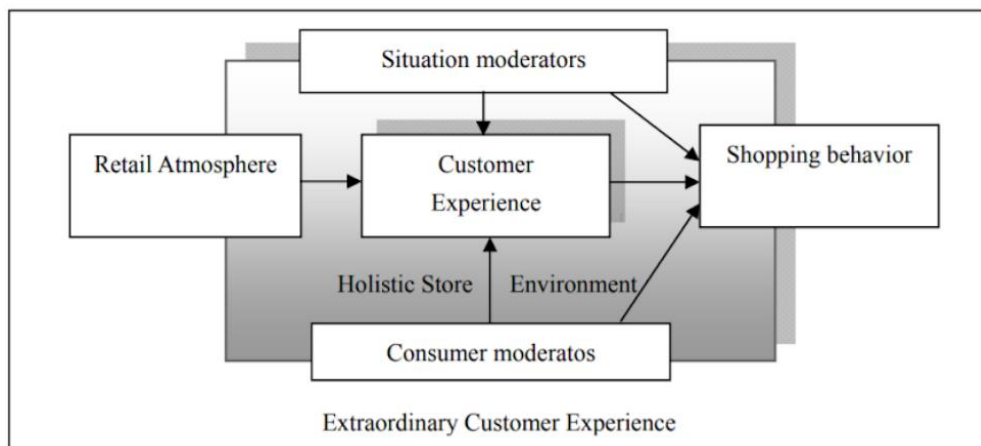 Situation moderators
Retail Atmosphere
Customer
Experience
Shopping behavior
Holistic Store Environment
Consumer moderatos
Extraordinary Customer Experience